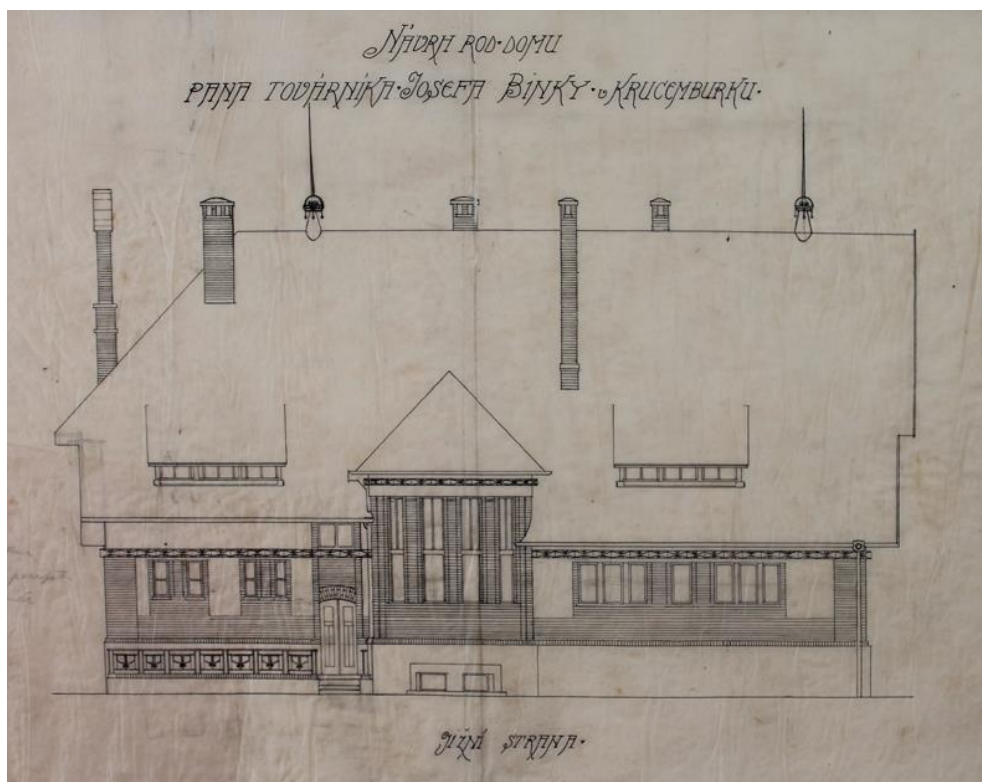 NÁVRH ROD·DOMU
PANA TOVÁRNÍKA·JOSEFA BINKY·v KRUCEMBURKU·
JIŽNÍ STRANA·